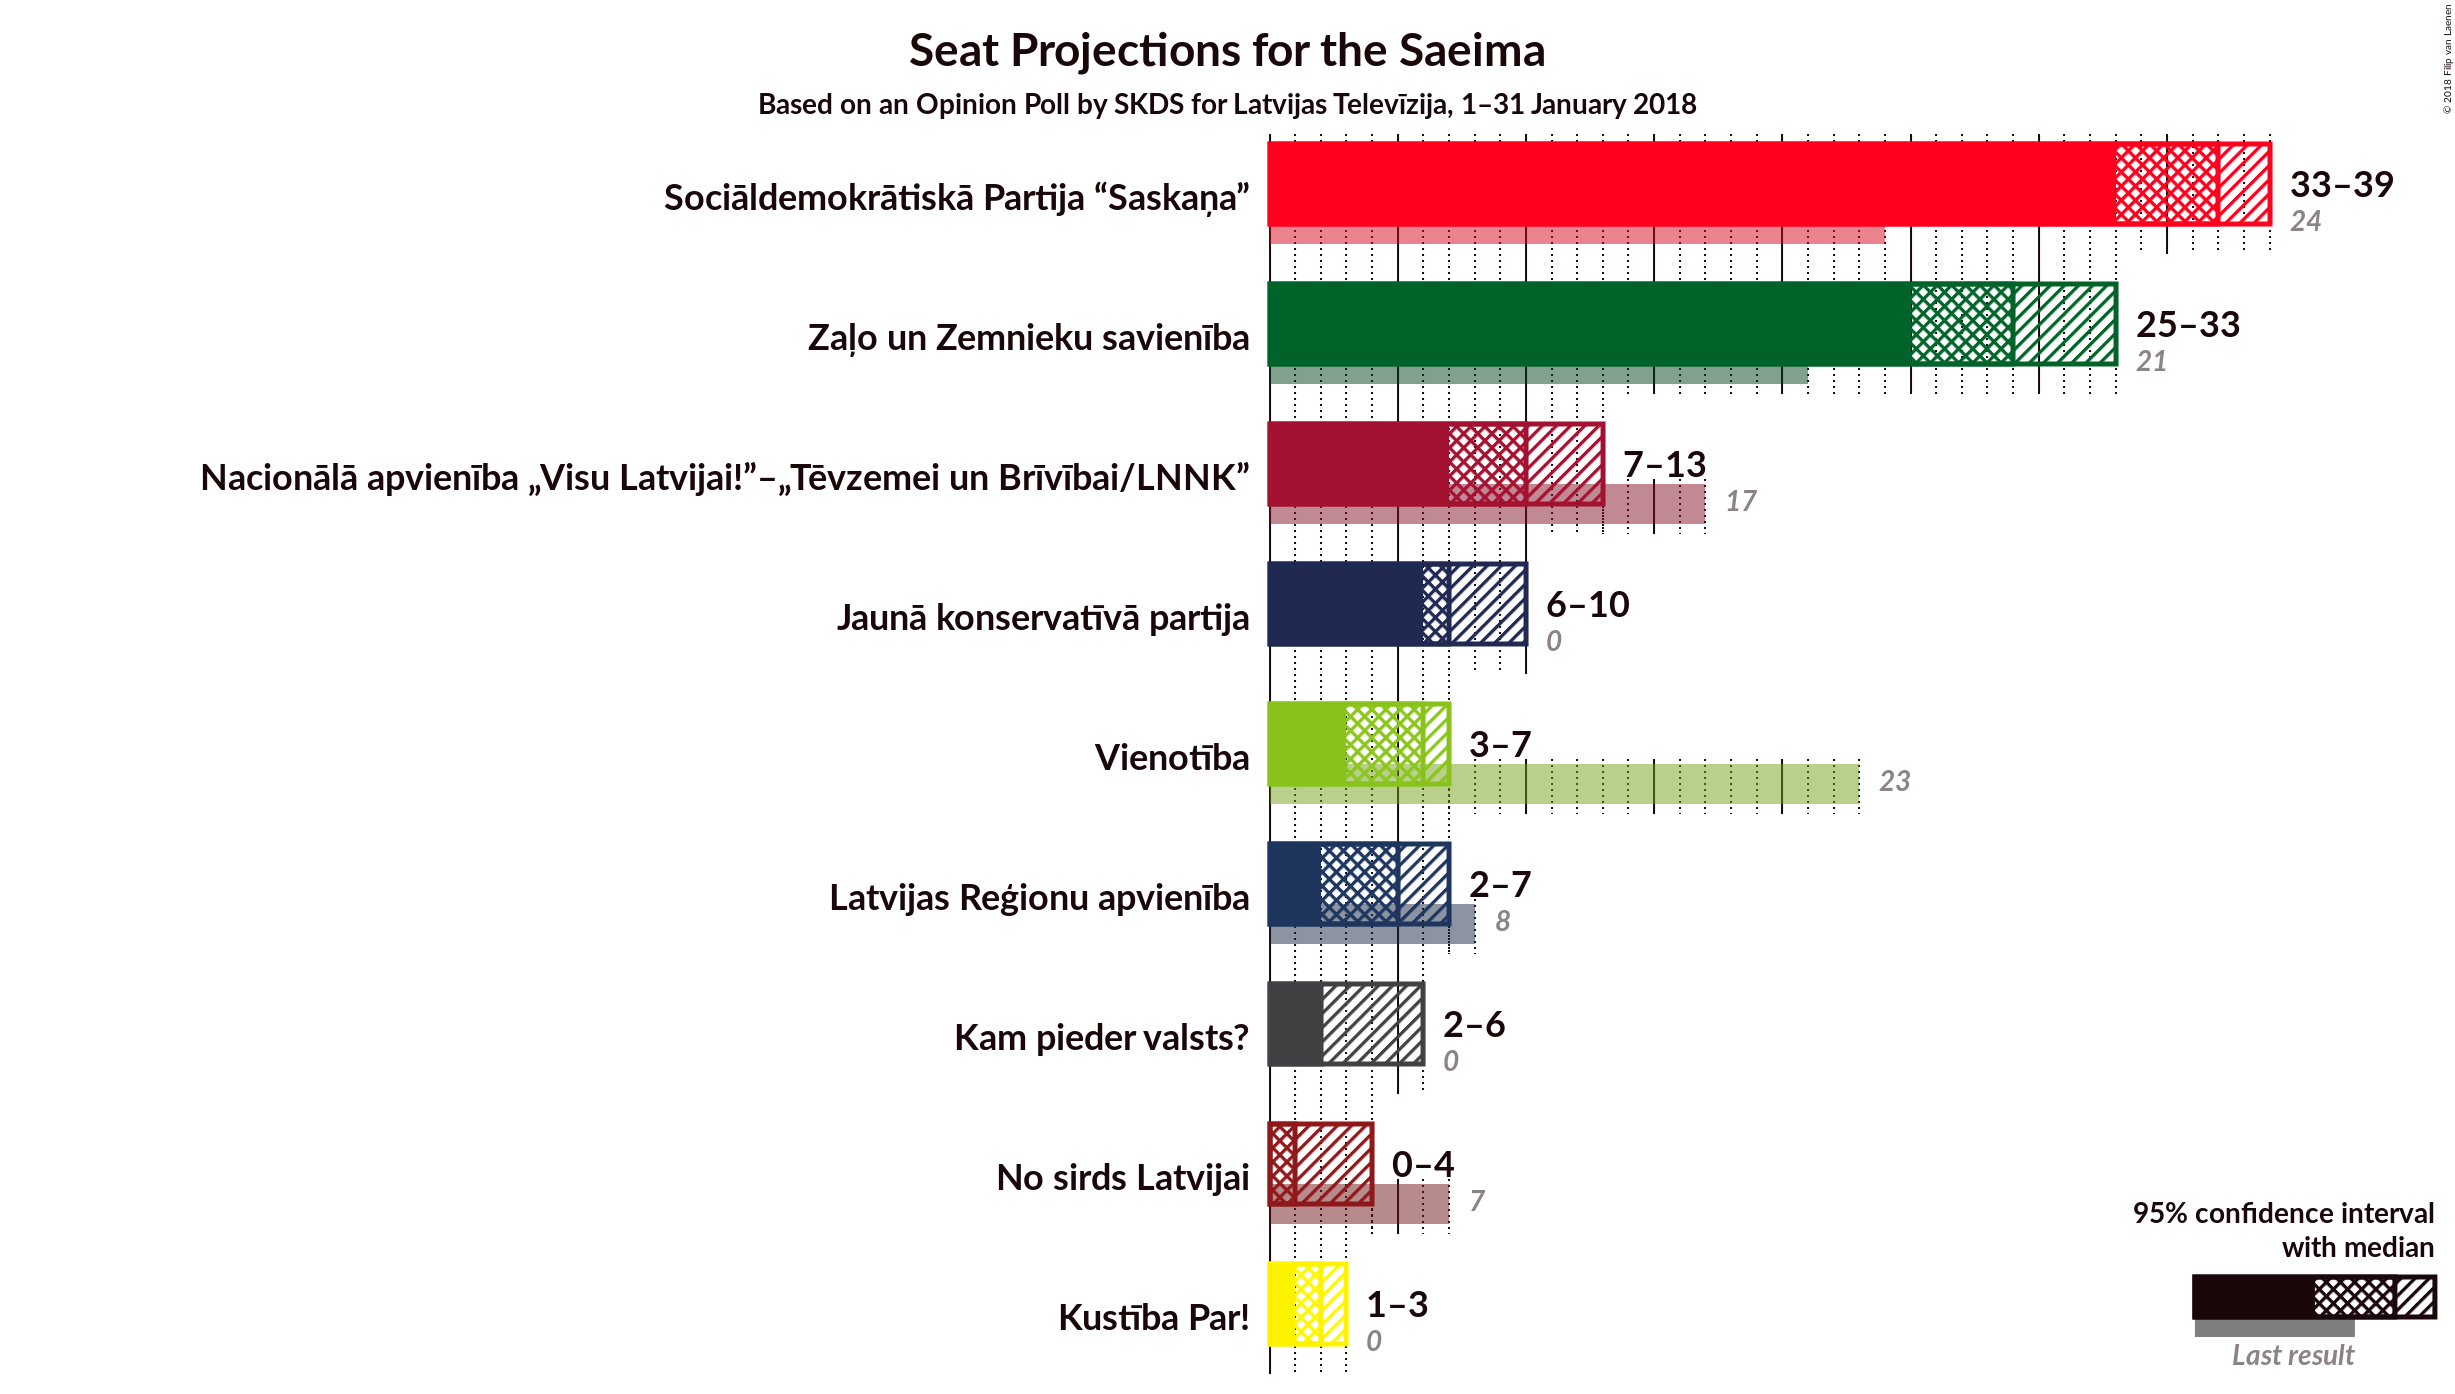 Seat Projections for the Saeima
Based on an Opinion Poll by SKDS for Latvijas Televīzija, 1–31 January 2018
© 2018 Filip van Laenen
Sociāldemokrātiskā Partija “Saskaņa”
33–39
24
Zaļo un Zemnieku savienība
25–33
21
Nacionālā apvienība „Visu Latvijai!”–„Tēvzemei un Brīvībai/LNNK”
7–13
17
Jaunā konservatīvā partija
6–10
0
Vienotība
3–7
23
Latvijas Reģionu apvienība
2–7
8
Kam pieder valsts?
2–6
0
No sirds Latvijai
0–4
7
Kustība Par!
1–3
0
95% confidence interval
with median
Last result